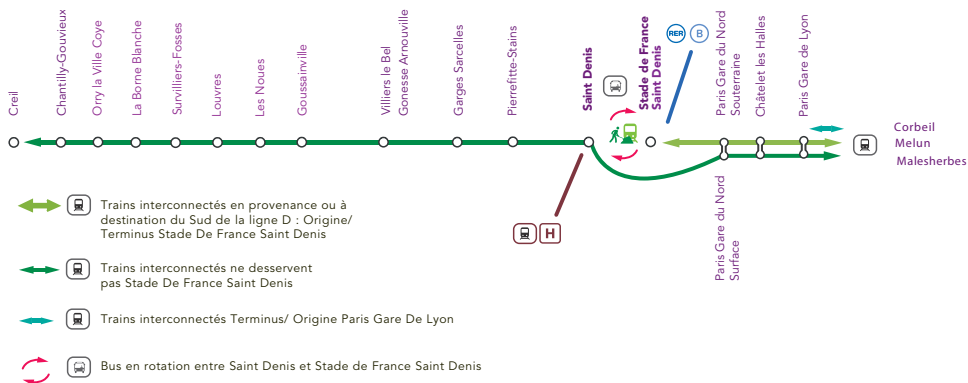 Creil
Chantilly-Gouvieux
Orry la Ville Coye
La Borne Blanche
Survilliers-Fosses
Louvres
Les Noues
Goussainville
Villiers le Bel
Gonesse Arnouville
Garges Sarcelles
Pierrefitte-Stains
Saint Denis
Stade de France
Saint Denis
RER B
Paris Gare du Nord
Souterraine
Châtelet les Halles
Paris Gare de Lyon
Corbeil
Melun
Malesherbes
H
Paris Gare du Nord
Surface
Trains interconnectés en provenance ou à
destination du Sud de la ligne D : Origine/
Terminus Stade De France Saint Denis
Trains interconnectés ne desservent
pas Stade De France Saint Denis
Trains interconnectés Terminus/ Origine Paris Gare De Lyon
Bus en rotation entre Saint Denis et Stade de France Saint Denis